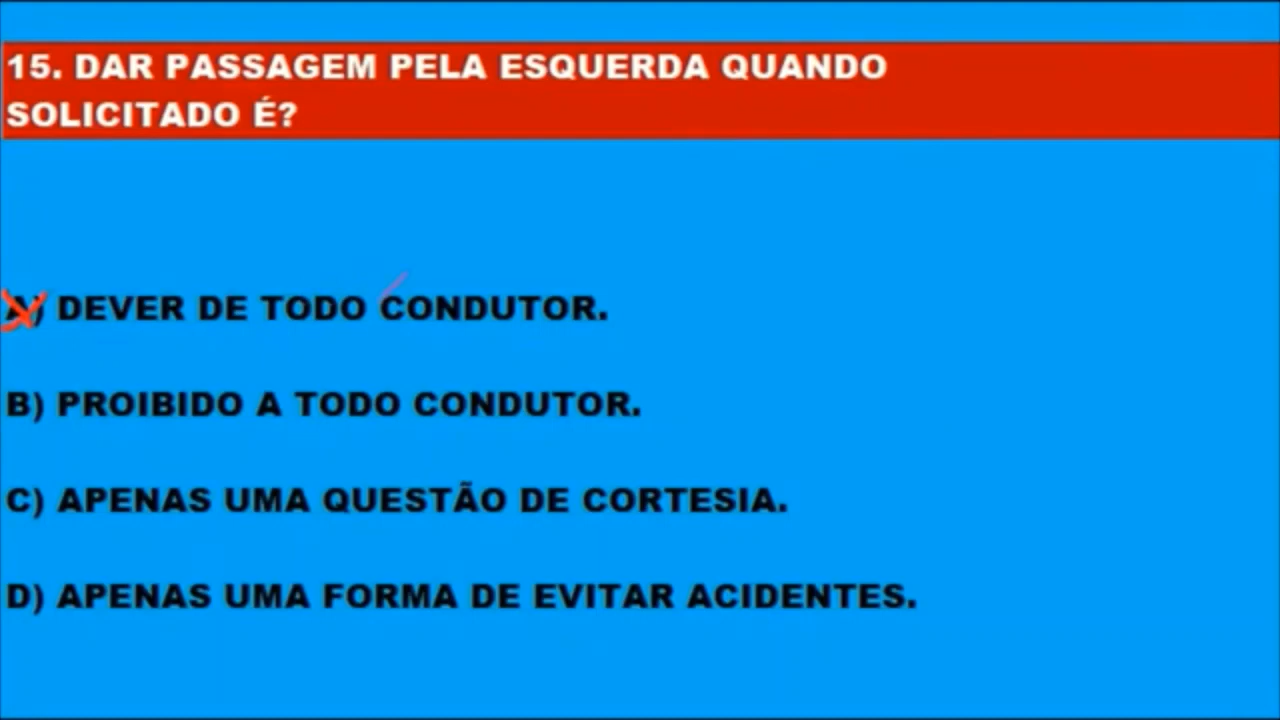 15. DAR PASSAGEM PELA ESQUERDA QUANDO
SOLICITADO É?
A) DEVER DE TODO CONDUTOR.
B) PROIBIDO A TODO CONDUTOR.
C) APENAS UMA QUESTÃO DE CORTESIA.
D) APENAS UMA FORMA DE EVITAR ACIDENTES.